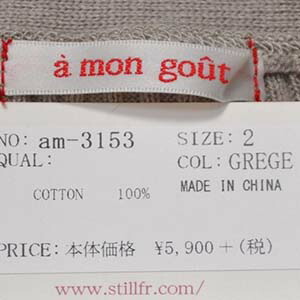 à mon goût
NO: am-3153 SIZE: 2
QUAL: COL: GREGE
COTTON 100% MADE IN CHINA
PRICE: 本体価格 ¥5,900+(税)
www.stillfr.com/